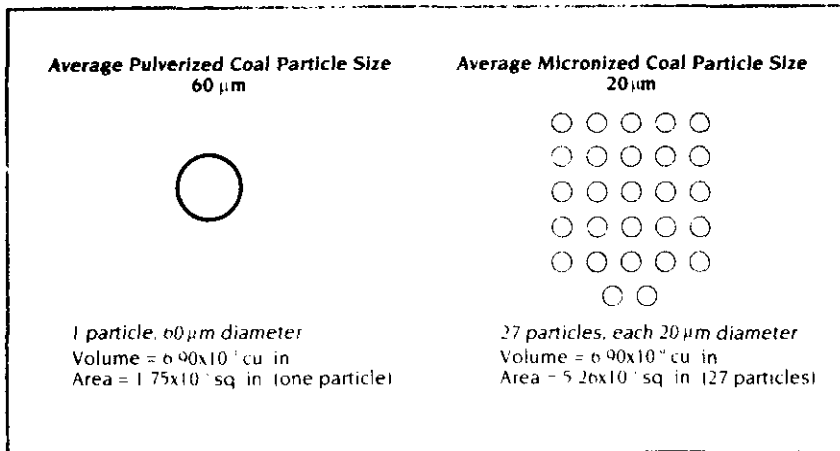 Average Pulverized Coal Particle Size
60 μm
Average Micronized Coal Particle Size
20 μm
1 particle, 60 μm diameter
Volume = 6.90x10 cu in
Area = 1.75x10 sq in (one particle)
27 particles, each 20 μm diameter
Volume = 6.90x10 cu in
Area = 5.26x10 sq in (27 particles)